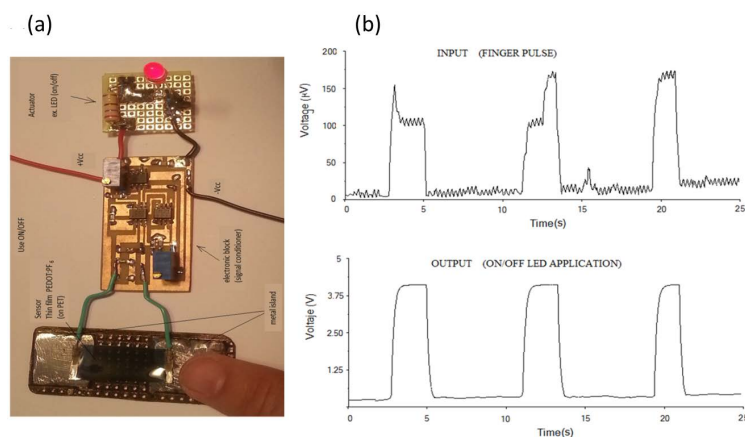 (a)
Actuator
ex. LED (on/off)
+Vcc
-Vcc
Use ON/OFF
electronic block
(signal conditioner)
Sensor
Thin film PEDOT:PF6
(on PET)
metal island
(b)
INPUT (FINGER PULSE)
Voltage (µV)
200
150
100
50
0
0 5 10 15 20 25
Time(s)
OUTPUT (ON/OFF LED APPLICATION)
Voltaje (V)
5
3.75
2.50
1.25
0 5 10 15 20 25
Time(s)